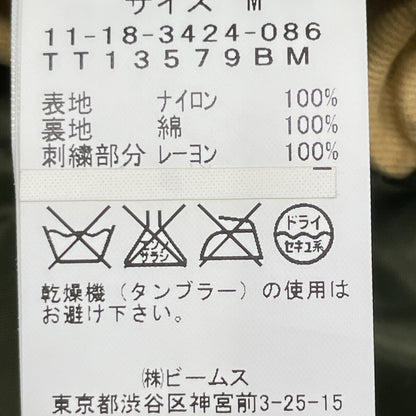 サイズ M
11-18-3424-086
TT13579BM
表地 ナイロン 100%
裏地 綿 100%
刺繍部分 レーヨン 100%
エンソ
サラシ
ドライ
セキユ系
乾燥機（タンブラー）の使用は
お避け下さい。
㈱ビームス
東京都渋谷区神宮前3-25-15